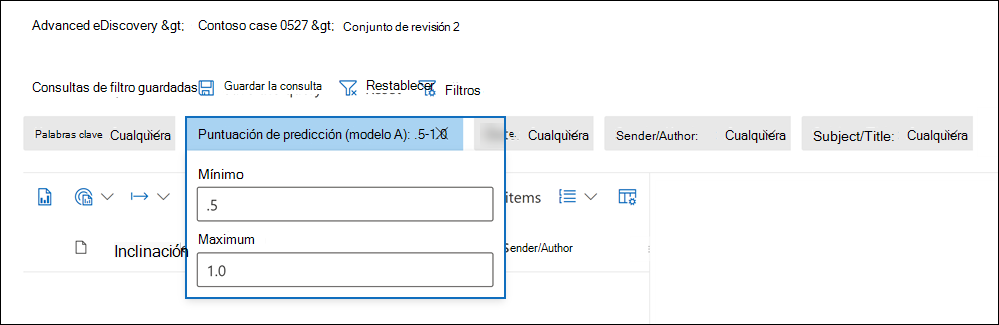 Advanced eDiscovery &gt; Contoso case 0527 &gt; Conjunto de revisión 2
Consultas de filtro guardadas Guardar la consulta Restablecer Filtros
Palabras clave Cualquiera Puntuación de predicción (modelo A): .5-1.0 Cualquiera Sender/Author: Cualquiera Subject/Title: Cualquiera
Mínimo
.5
items
Maximum
Inclinación Sender/Author
1.0